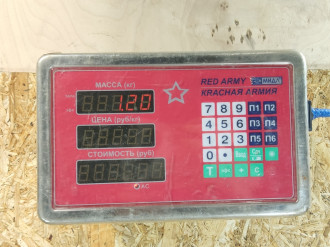 МАССА (кг)
1.20
ЦЕНА (руб/кг)
СТОИМОСТЬ (руб)
AC
RED ARMY
КРАСНАЯ АРМИЯ
7 8 9 П1 П2
4 5 6 П3 П4
1 2 3 П5 П6
0
T + C